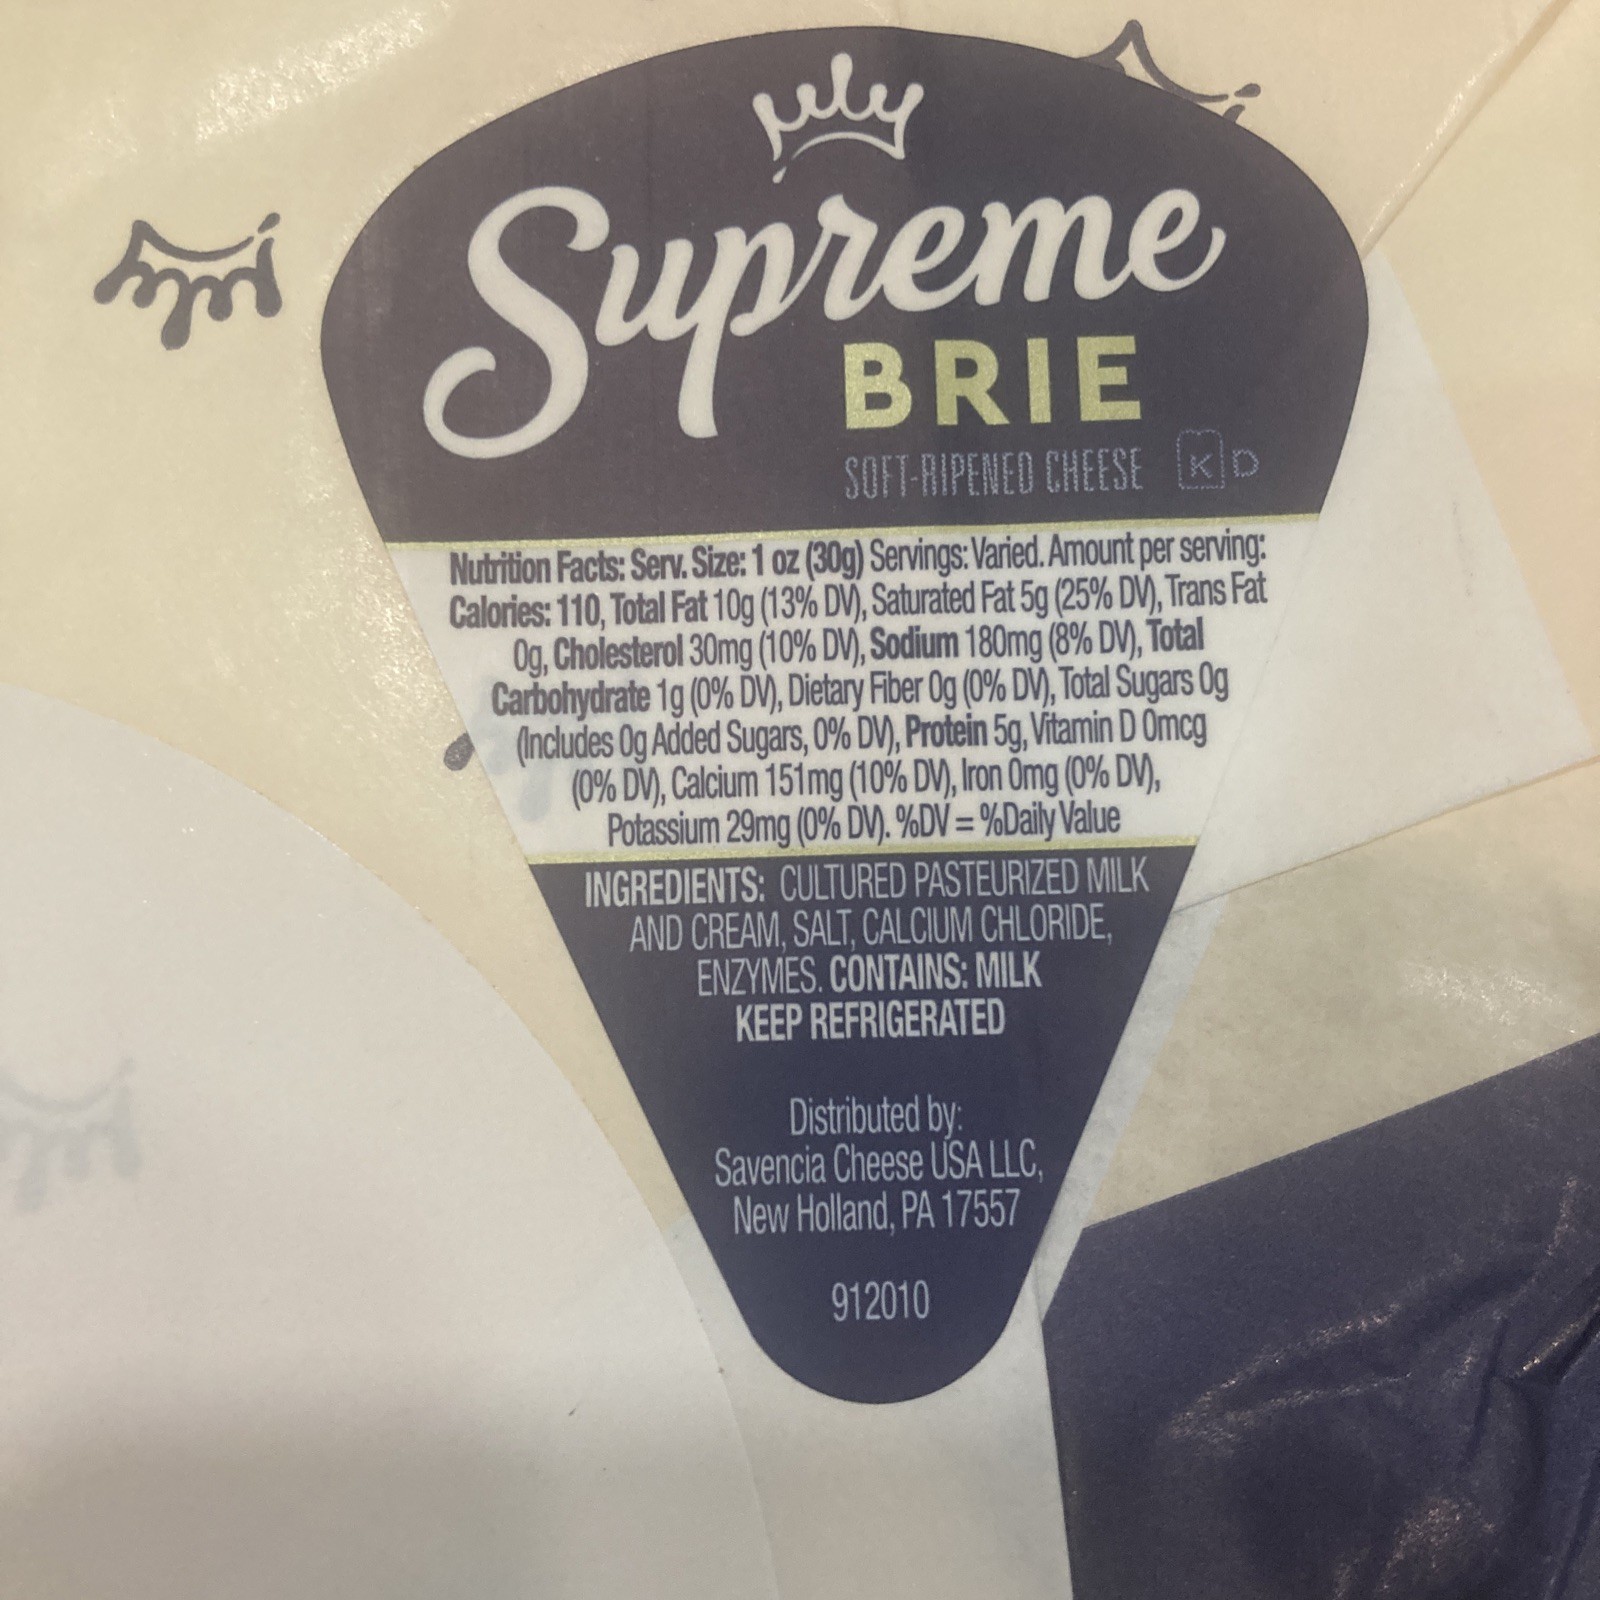 Supreme
BRIE
SOFT-RIPENED CHEESE K D
Nutrition Facts: Serv. Size: 1 oz (30g) Servings: Varied. Amount per serving:
Calories: 110, Total Fat 10g (13% DV), Saturated Fat 5g (25% DV), Trans Fat
0g, Cholesterol 30mg (10% DV), Sodium 180mg (8% DV), Total
Carbohydrate 1g (0% DV), Dietary Fiber 0g (0% DV), Total Sugars 0g
(Includes 0g Added Sugars, 0% DV), Protein 5g, Vitamin D 0mcg
(0% DV), Calcium 151mg (10% DV), Iron 0mg (0% DV),
Potassium 29mg (0% DV). %DV = %Daily Value
INGREDIENTS: CULTURED PASTEURIZED MILK
AND CREAM, SALT, CALCIUM CHLORIDE,
ENZYMES. CONTAINS: MILK
KEEP REFRIGERATED
Distributed by:
Savencia Cheese USA LLC,
New Holland, PA 17557
912010